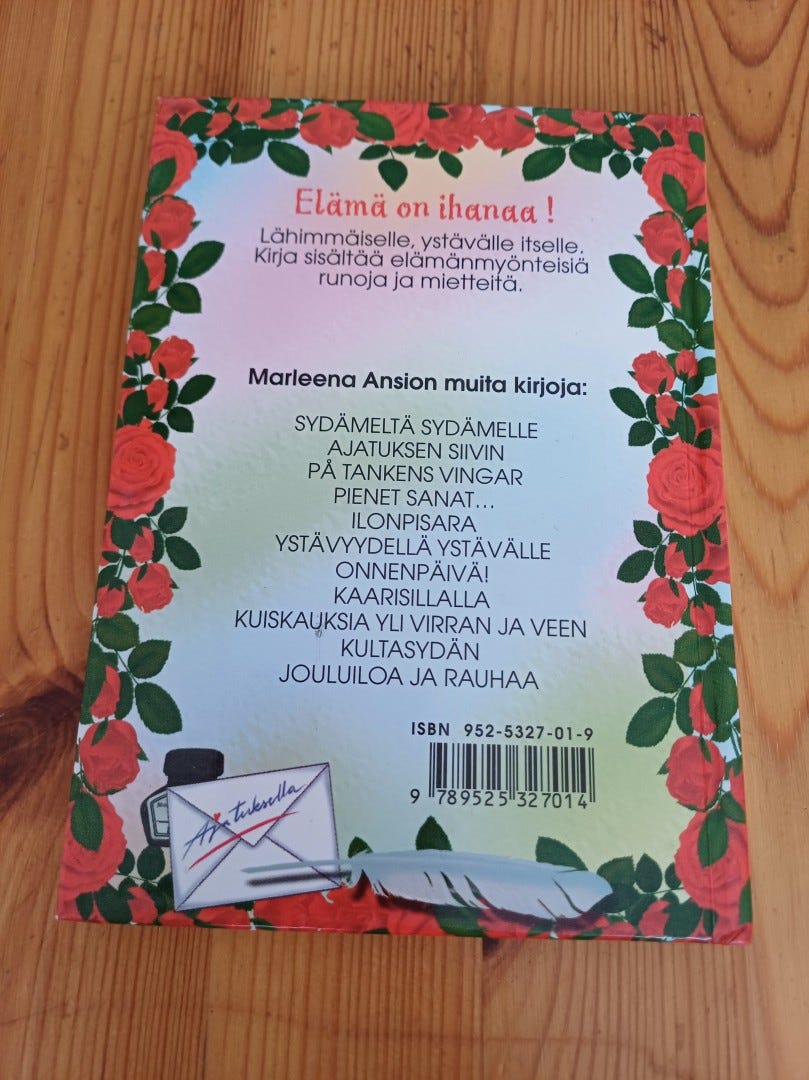 Elämä on ihanaa !
Lähimmäiselle, ystävälle itselle.
Kirja sisältää elämänmyönteisiä
runoja ja mietteitä.
Marleena Ansion muita kirjoja:
SYDÄMELTÄ SYDÄMELLE
AJATUKSEN SIIVIN
PÅ TANKENS VINGAR
PIENET SANAT...
ILONPISARA
YSTÄVYYDELLÄ YSTÄVÄLLE
ONNENPÄIVÄ!
KAARISILLALLA
KUISKAUKSIA YLI VIRRAN JA VEEN
KULTASYDÄN
JOULUILOA JA RAUHAA
ISBN 952-5327-01-9
9 789525 327014
Ajatuksella